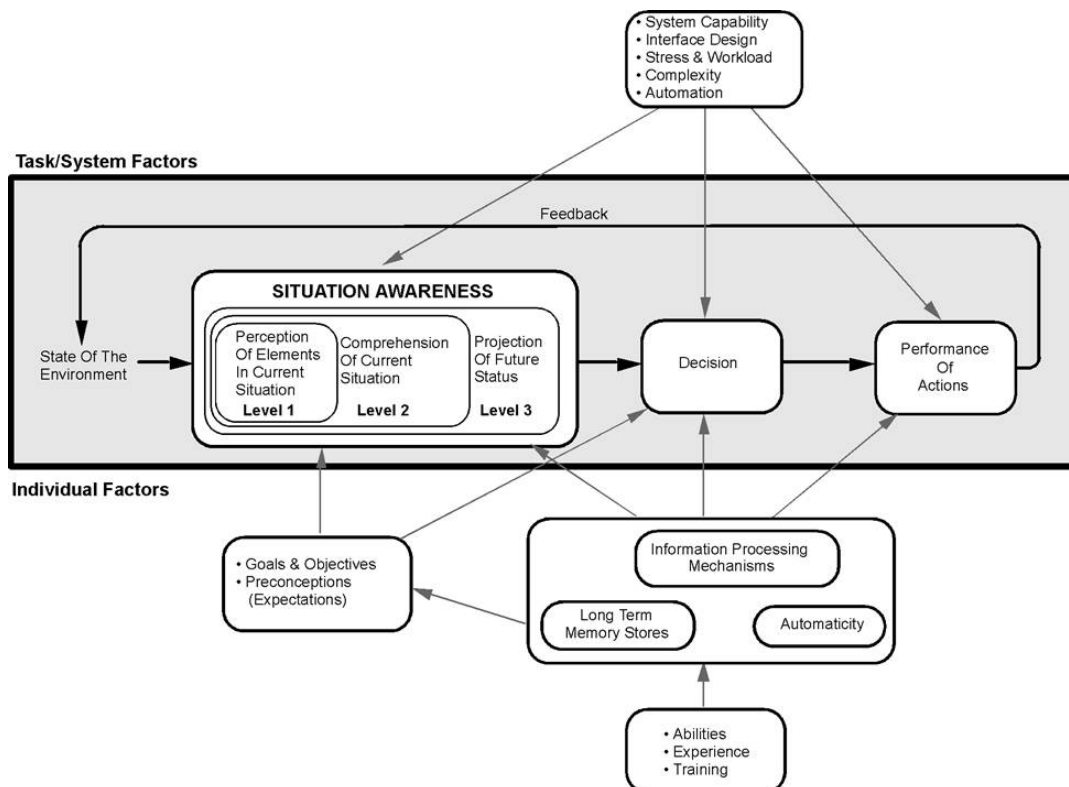 • System Capability
• Interface Design
• Stress & Workload
• Complexity
• Automation
Task/System Factors
Feedback
SITUATION AWARENESS
State Of The
Environment
Perception
Of Elements
In Current
Situation
Level 1
Comprehension
Of Current
Situation
Level 2
Projection
Of Future
Status
Level 3
Decision
Performance
Of
Actions
Individual Factors
• Goals & Objectives
• Preconceptions
(Expectations)
Information Processing
Mechanisms
Long Term
Memory Stores
Automaticity
• Abilities
• Experience
• Training